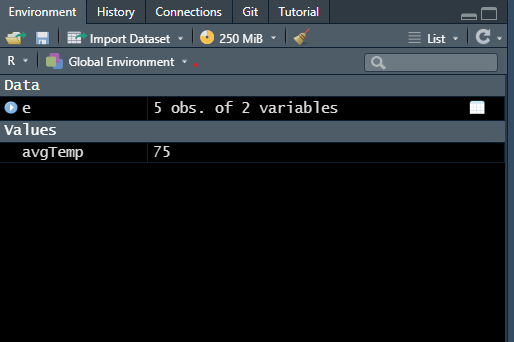 Environment History Connections Git Tutorial
Import Dataset 250 MiB List
R Global Environment
Data
e 5 obs. of 2 variables
Values
avgTemp 75